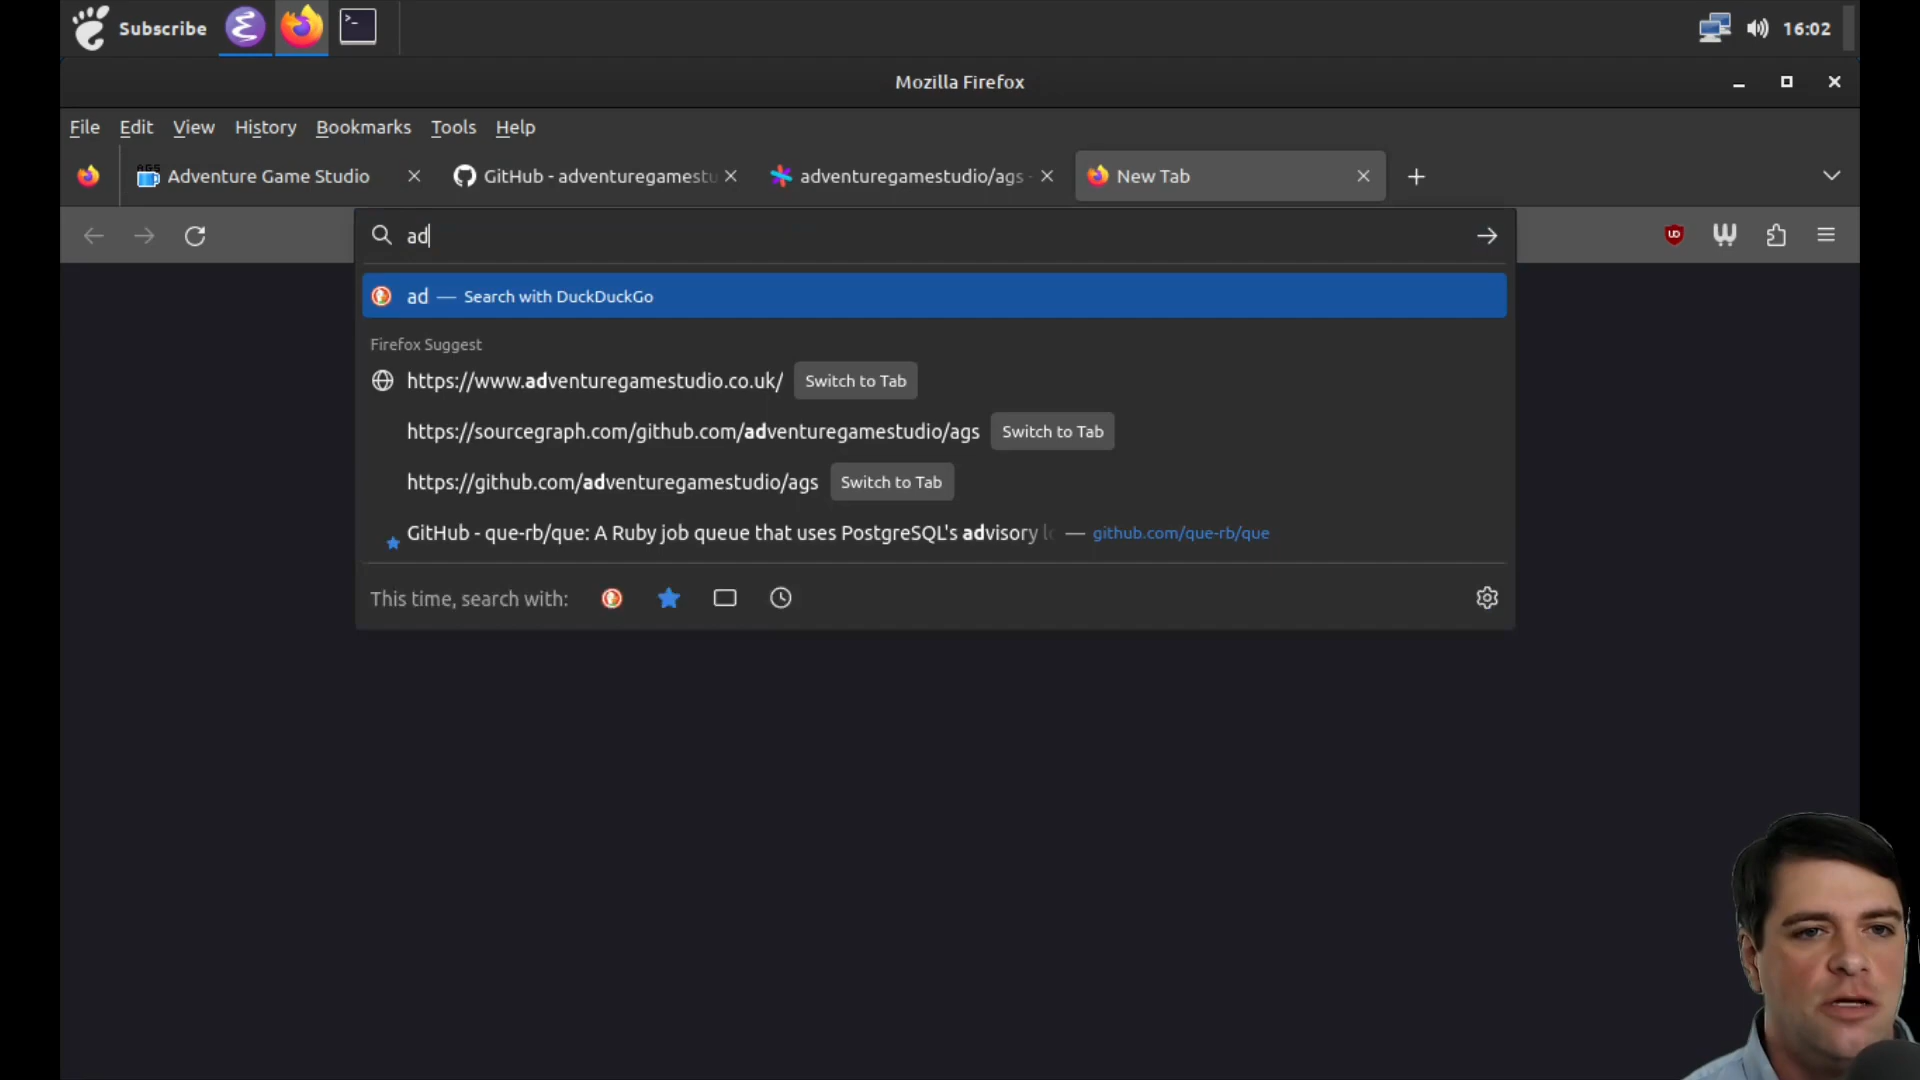 Subscribe
16:02
Mozilla Firefox
File Edit View History Bookmarks Tools Help
AGS
Adventure Game Studio
GitHub - adventuregamestu
adventuregamestudio/ags -
New Tab
ad
ad — Search with DuckDuckGo
Firefox Suggest
https://www.adventuregamestudio.co.uk/ Switch to Tab
https://sourcegraph.com/github.com/adventuregamestudio/ags Switch to Tab
https://github.com/adventuregamestudio/ags Switch to Tab
GitHub - que-rb/que: A Ruby job queue that uses PostgreSQL's advisory — github.com/que-rb/que
This time, search with: